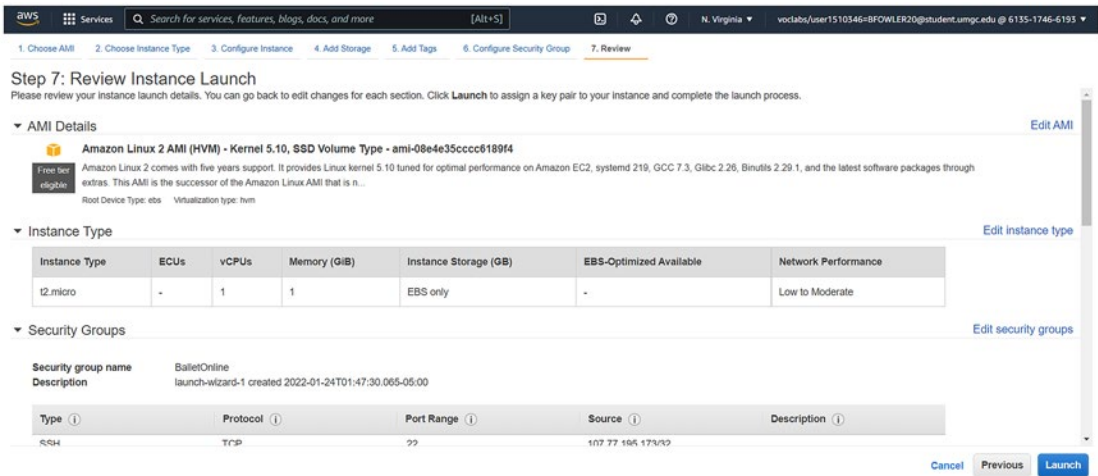 aws Services Search for services, features, blogs, docs, and more [Alt+S] N. Virginia voclabs/user1510346=BFOWLER20@student.umgc.edu @ 6135-1746-6193
1. Choose AMI 2. Choose Instance Type 3. Configure Instance 4. Add Storage 5. Add Tags 6. Configure Security Group 7. Review
Step 7: Review Instance Launch
Please review your instance launch details. You can go back to edit changes for each section. Click Launch to assign a key pair to your instance and complete the launch process.
AMI Details Edit AMI
Amazon Linux 2 AMI (HVM) - Kernel 5.10, SSD Volume Type - ami-08e4e35cccc6189f4
Free tier eligible
Amazon Linux 2 comes with five years support. It provides Linux kernel 5.10 tuned for optimal performance on Amazon EC2, systemd 219, GCC 7.3, Glibc 2.26, Binutils 2.29.1, and the latest software packages through
extras. This AMI is the successor of the Amazon Linux AMI that is n...
Root Device Type: ebs Virtualization type: hvm
Instance Type Edit instance type
Instance Type ECUs vCPUs Memory (GiB) Instance Storage (GB) EBS-Optimized Available Network Performance
t2.micro - 1 1 EBS only - Low to Moderate
Security Groups Edit security groups
Security group name BalletOnline
Description launch-wizard-1 created 2022-01-24T01:47:30.065-05:00
Type Protocol Port Range Source Description
SSH TCP 22 107.77.195.173/32
Cancel Previous Launch